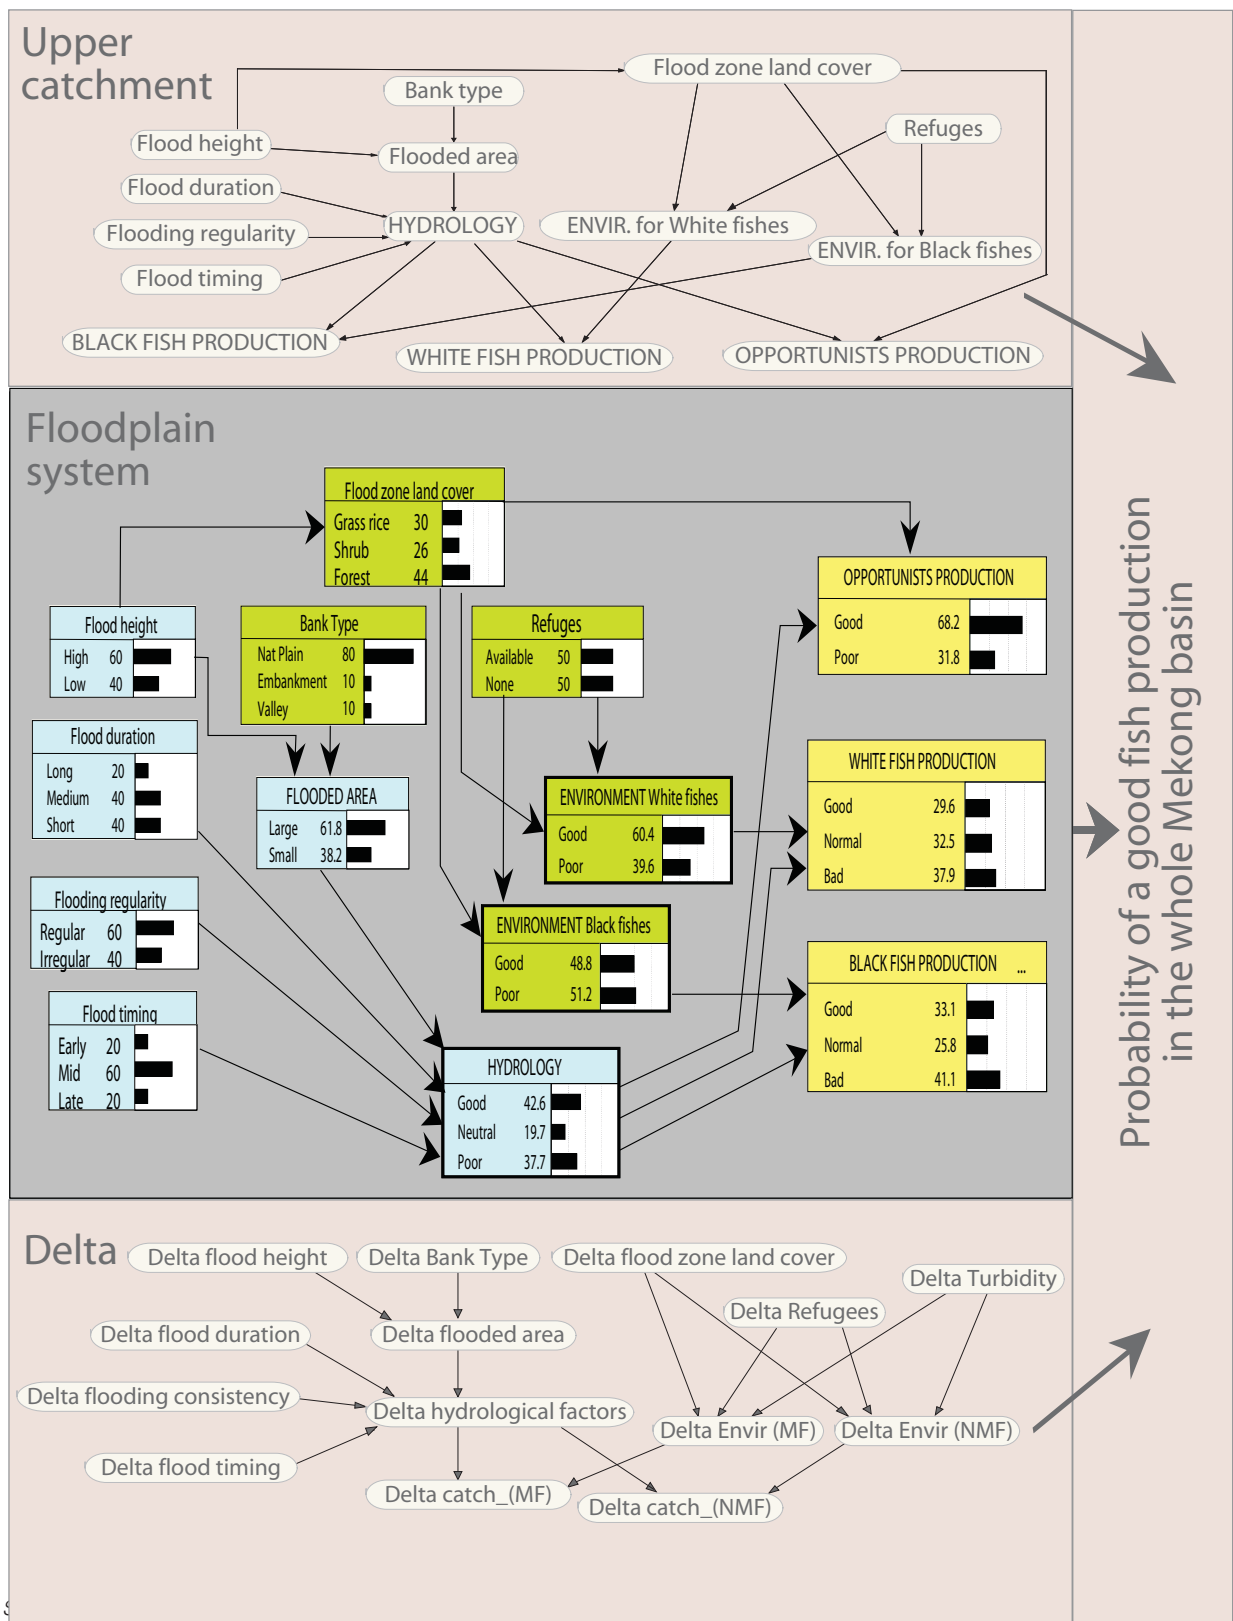 Upper
catchment
Flood zone land cover
Bank type
Refuges
Flood height
Flooded area
Flood duration
HYDROLOGY
ENVIR. for White fishes
Flooding regularity
ENVIR. for Black fishes
Flood timing
BLACK FISH PRODUCTION
WHITE FISH PRODUCTION
OPPORTUNISTS PRODUCTION
Floodplain
system
Flood zone land cover
Grass rice 30
Shrub 26
Forest 44
OPPORTUNISTS PRODUCTION
Good 68.2
Poor 31.8
Flood height
High 60
Low 40
Bank Type
Nat Plain 80
Embankment 10
Valley 10
Refuges
Available 50
None 50
Flood duration
Long 20
Medium 40
Short 40
FLOODED AREA
Large 61.8
Small 38.2
ENVIRONMENT White fishes
Good 60.4
Poor 39.6
WHITE FISH PRODUCTION
Good 29.6
Normal 32.5
Bad 37.9
Flooding regularity
Regular 60
Irregular 40
ENVIRONMENT Black fishes
Good 48.8
Poor 51.2
BLACK FISH PRODUCTION ...
Good 33.1
Normal 25.8
Bad 41.1
Flood timing
Early 20
Mid 60
Late 20
HYDROLOGY
Good 42.6
Neutral 19.7
Poor 37.7
Probability of a good fish production
in the whole Mekong basin
Delta
Delta flood height
Delta Bank Type
Delta flood zone land cover
Delta Turbidity
Delta Refugees
Delta flood duration
Delta flooded area
Delta flooding consistency
Delta hydrological factors
Delta Envir (MF)
Delta Envir (NMF)
Delta flood timing
Delta catch_(MF)
Delta catch_(NMF)